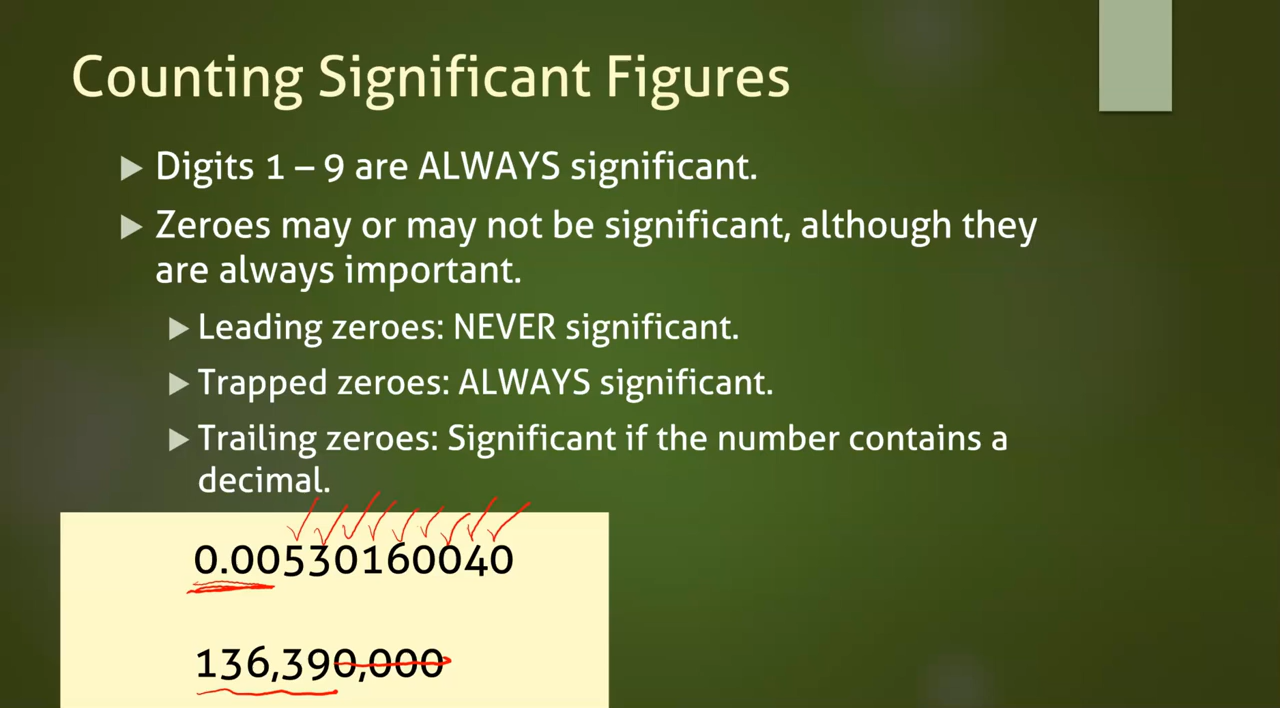 Counting Significant Figures
Digits 1 – 9 are ALWAYS significant.
Zeroes may or may not be significant, although they
are always important.
Leading zeroes: NEVER significant.
Trapped zeroes: ALWAYS significant.
Trailing zeroes: Significant if the number contains a
decimal.
0.00530160040
136,390,000